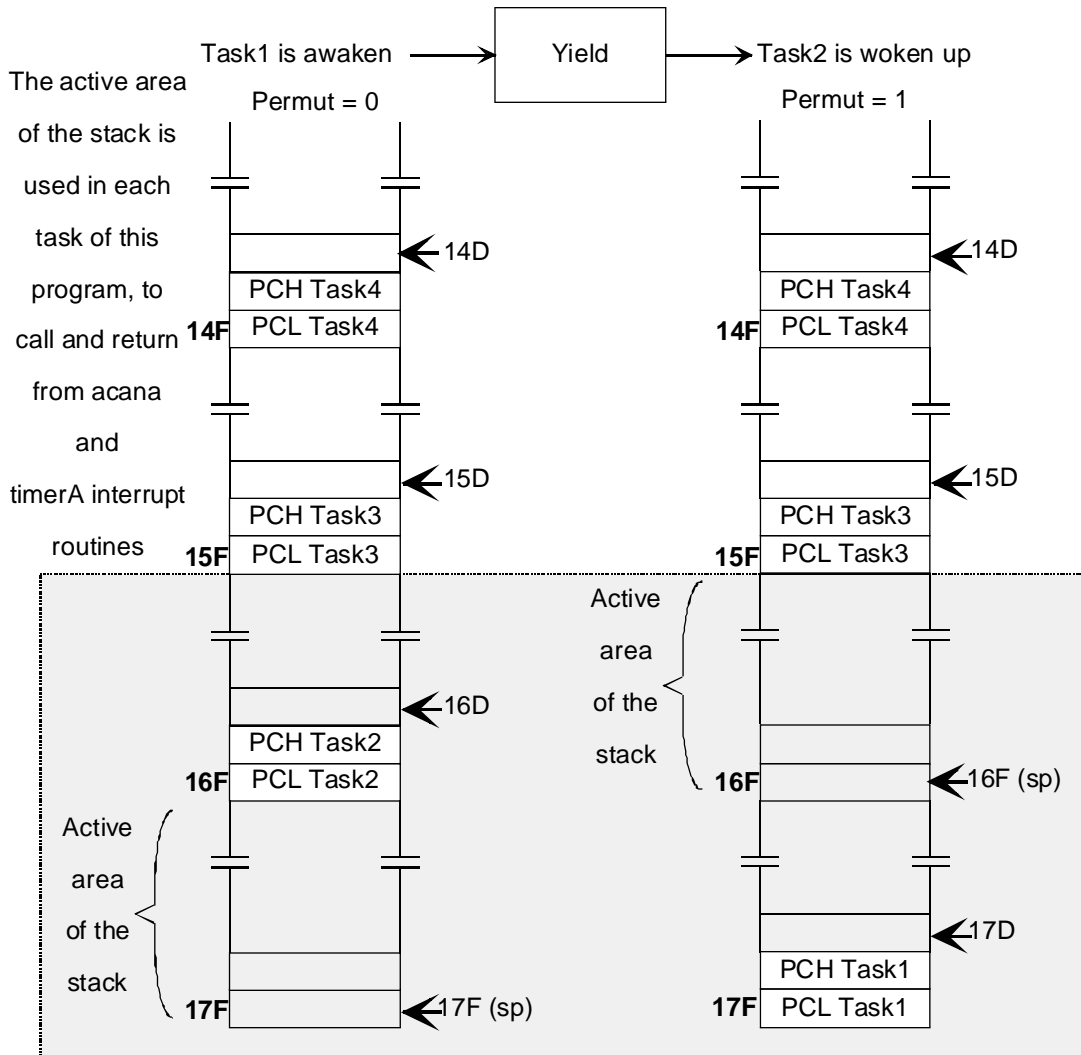 Task1 is awaken
Yield
Task2 is woken up
Permut = 0
Permut = 1
The active area
of the stack is
used in each
task of this
program, to
call and return
from acana
and
timerA interrupt
routines
14D
PCH Task4
14F
PCL Task4
15D
PCH Task3
15F
PCL Task3
16D
PCH Task2
16F
PCL Task2
Active
area
of the
stack
17F
17F (sp)
14D
PCH Task4
14F
PCL Task4
15D
PCH Task3
15F
PCL Task3
Active
area
of the
stack
16F
16F (sp)
17D
PCH Task1
17F
PCL Task1